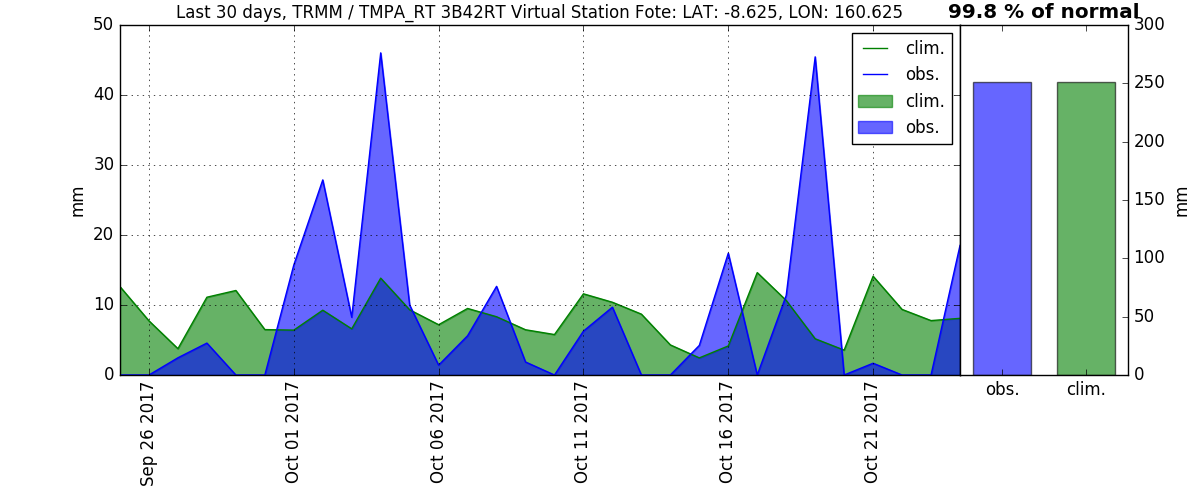 Last 30 days, TRMM / TMPA_RT 3B42RT Virtual Station Fote: LAT: -8.625, LON: 160.625
99.8 % of normal
50
40
30
20
10
0
mm
clim.
obs.
clim.
obs.
300
250
200
150
100
50
0
mm
obs.
clim.
Sep 26 2017
Oct 01 2017
Oct 06 2017
Oct 11 2017
Oct 16 2017
Oct 21 2017